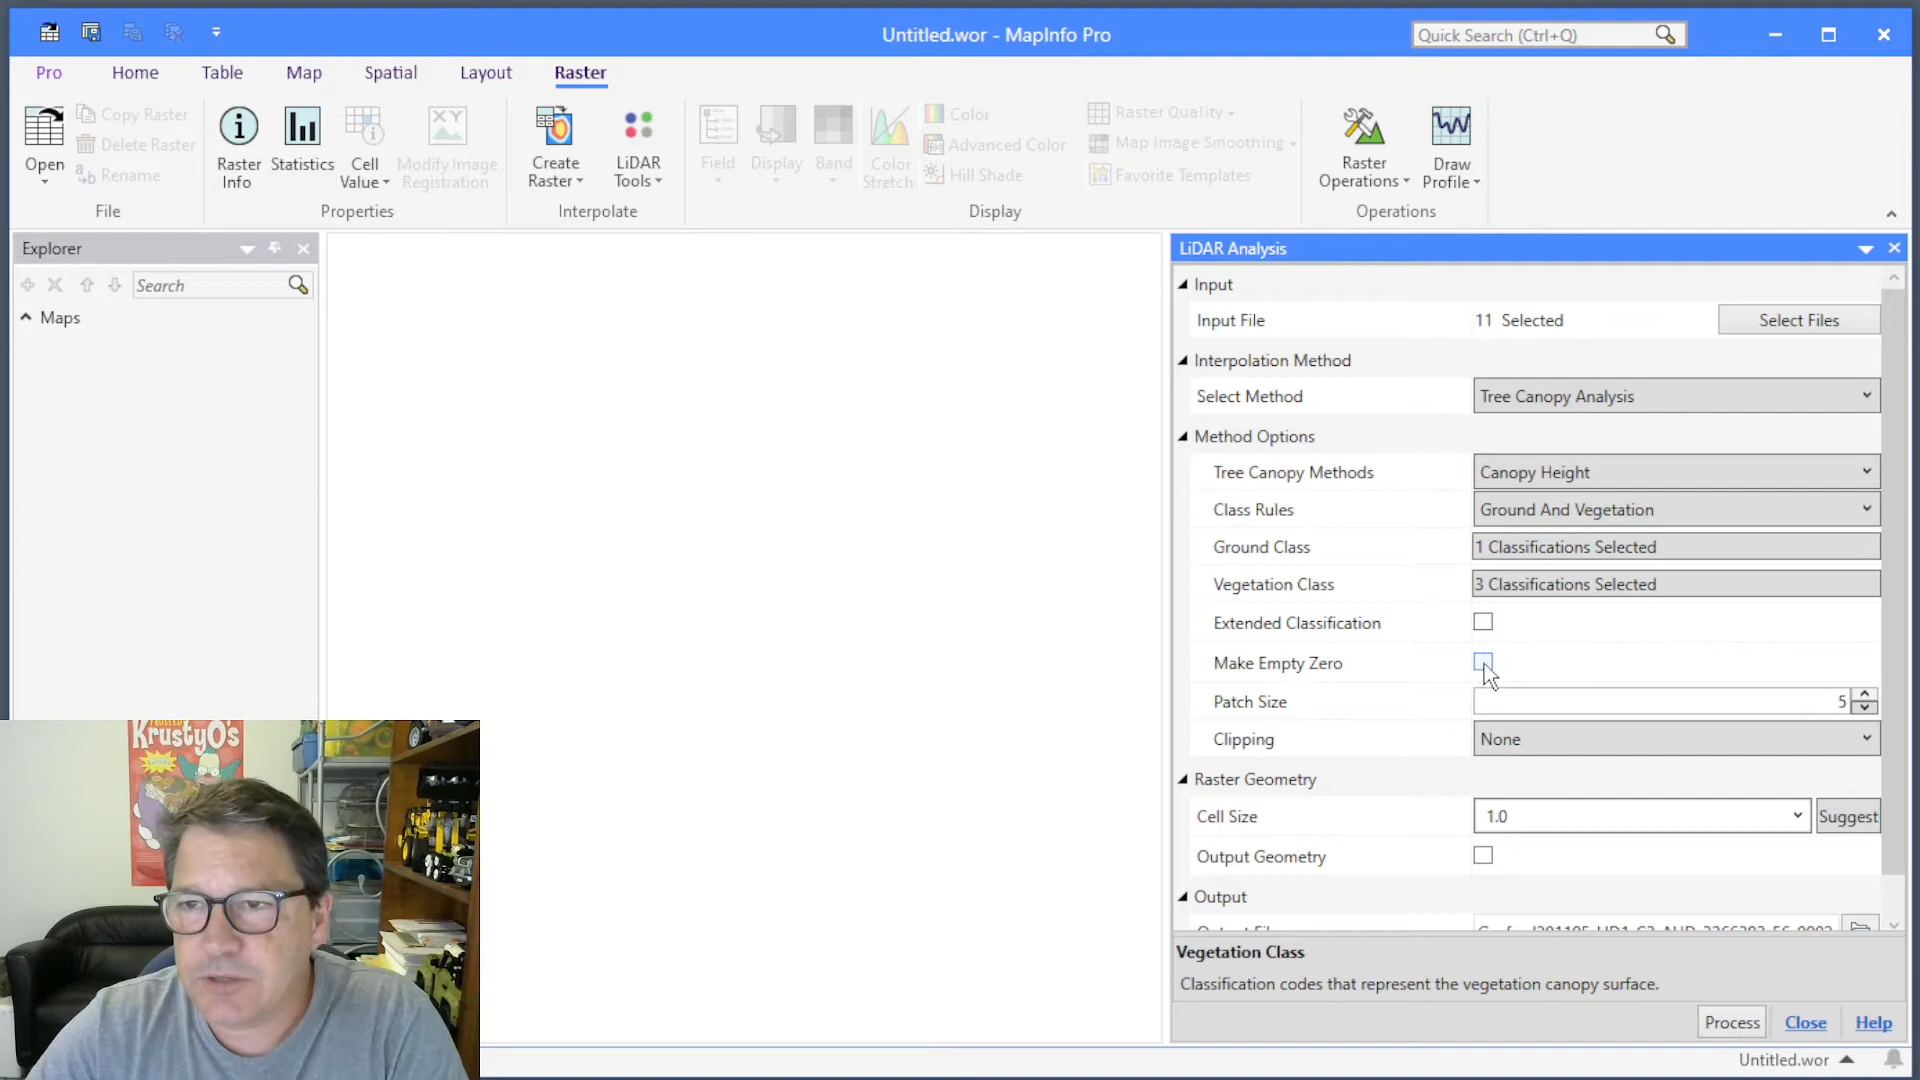 Untitled.wor - MapInfo Pro
Quick Search (Ctrl+Q)
Pro Home Table Map Spatial Layout Raster
Open
Copy Raster
Delete Raster
Rename
File
Raster Info
Statistics
Cell Value
Modify Image Registration
Properties
Create Raster
LiDAR Tools
Interpolate
Field
Display
Band
Color Stretch
Color
Advanced Color
Hill Shade
Raster Quality
Map Image Smoothing
Favorite Templates
Display
Raster Operations
Draw Profile
Operations
Explorer
Search
Maps
LiDAR Analysis
Input
Input File 11 Selected Select Files
Interpolation Method
Select Method Tree Canopy Analysis
Method Options
Tree Canopy Methods Canopy Height
Class Rules Ground And Vegetation
Ground Class 1 Classifications Selected
Vegetation Class 3 Classifications Selected
Extended Classification
Make Empty Zero
Patch Size 5
Clipping None
Raster Geometry
Cell Size 1.0 Suggest
Output Geometry
Output
Vegetation Class
Classification codes that represent the vegetation canopy surface.
Process Close Help
Untitled.wor
KrustyO's